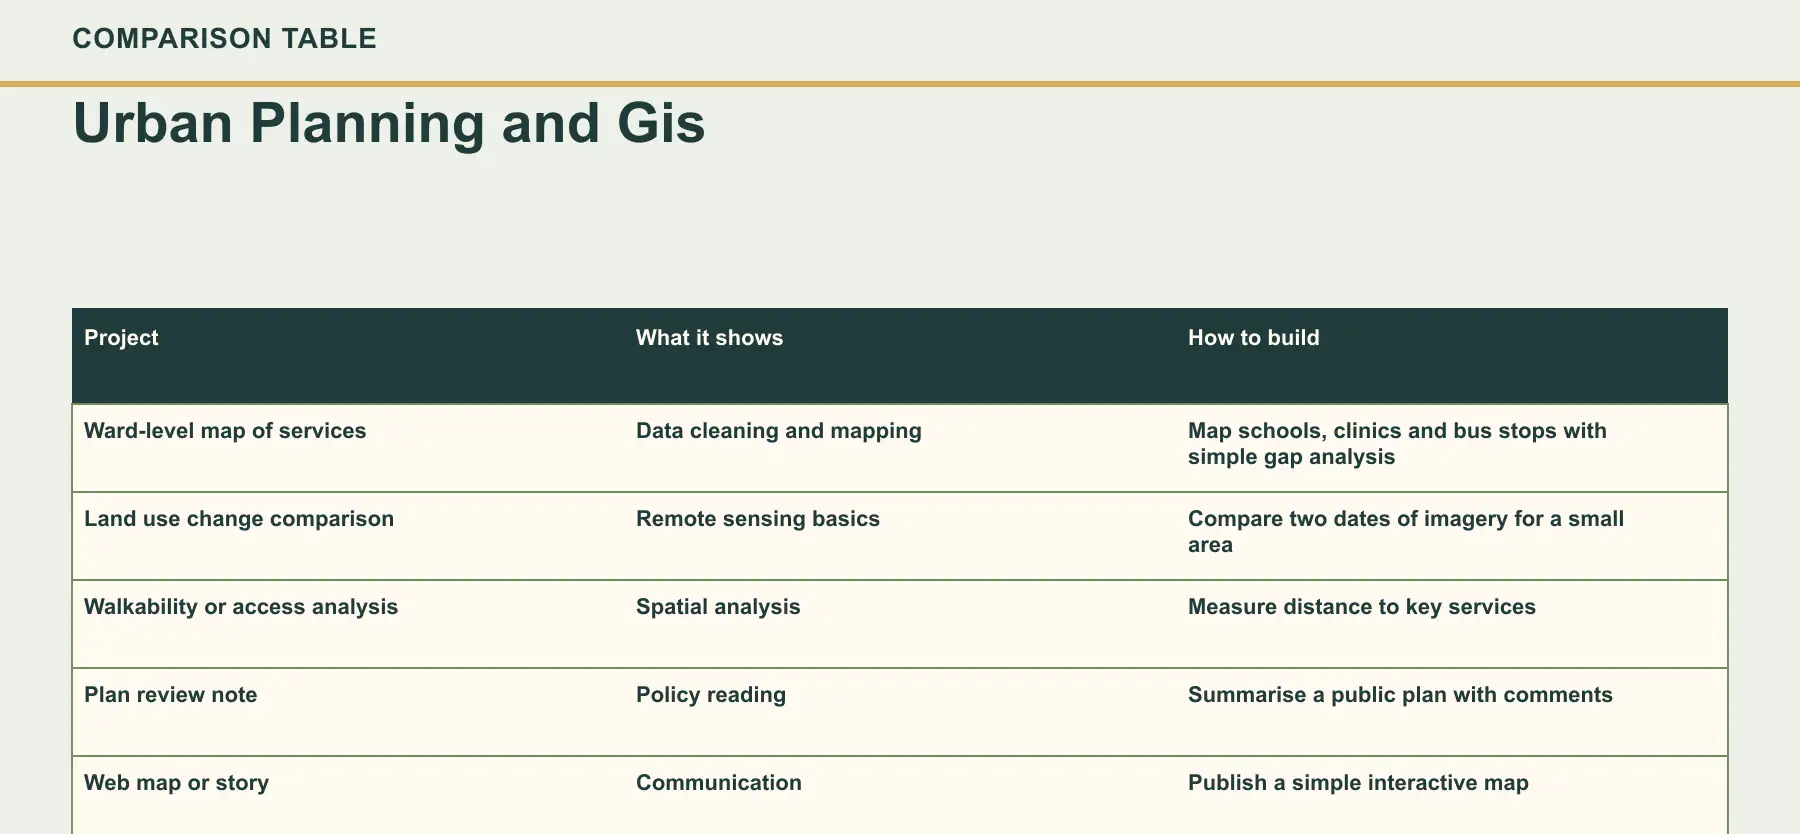 COMPARISON TABLE
Urban Planning and Gis
Project What it shows How to build
Ward-level map of services Data cleaning and mapping Map schools, clinics and bus stops with
simple gap analysis
Land use change comparison Remote sensing basics Compare two dates of imagery for a small
area
Walkability or access analysis Spatial analysis Measure distance to key services
Plan review note Policy reading Summarise a public plan with comments
Web map or story Communication Publish a simple interactive map